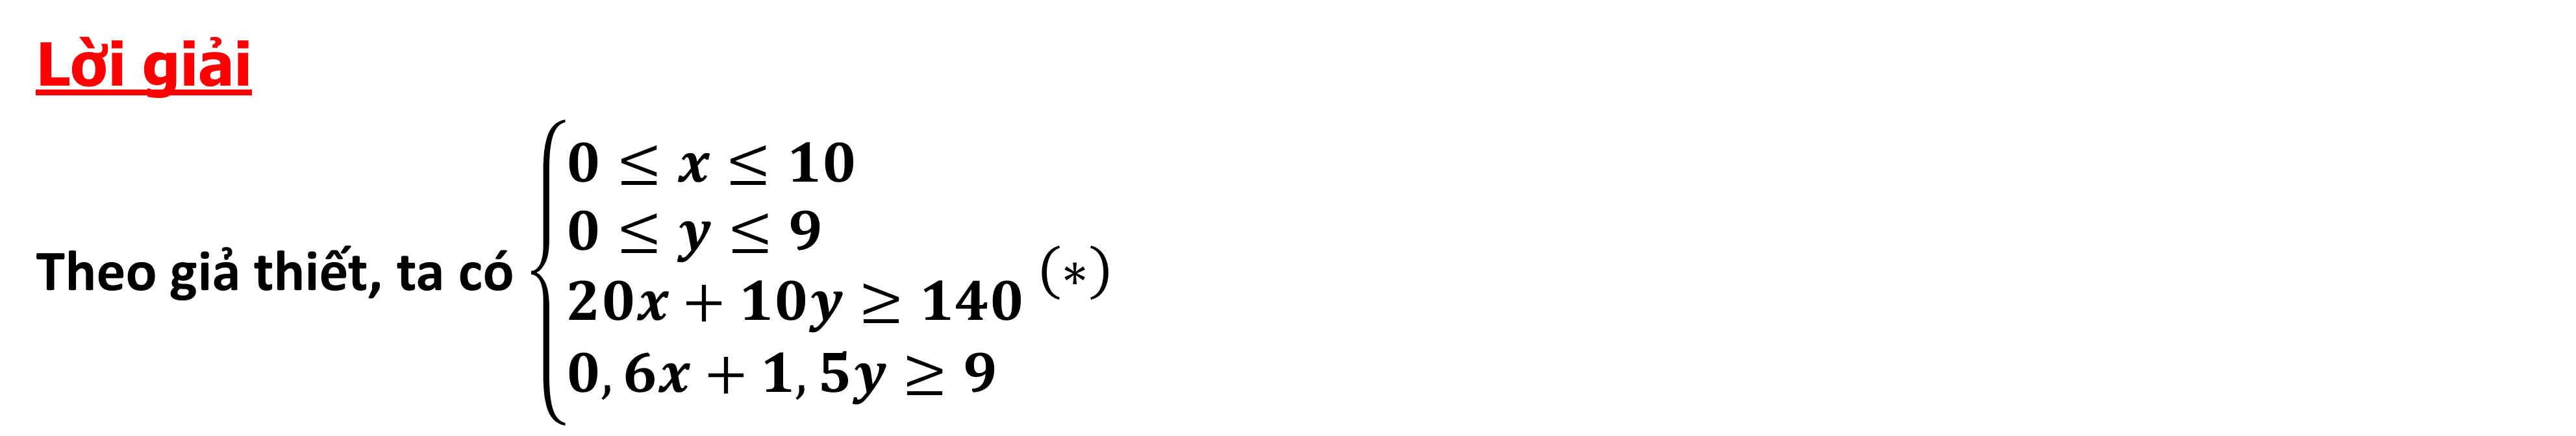 Lời giải
Theo giả thiết, ta có
0 ≤ x ≤ 10
0 ≤ y ≤ 9
20x + 10y ≥ 140
0,6x + 1,5y ≥ 9
(*)